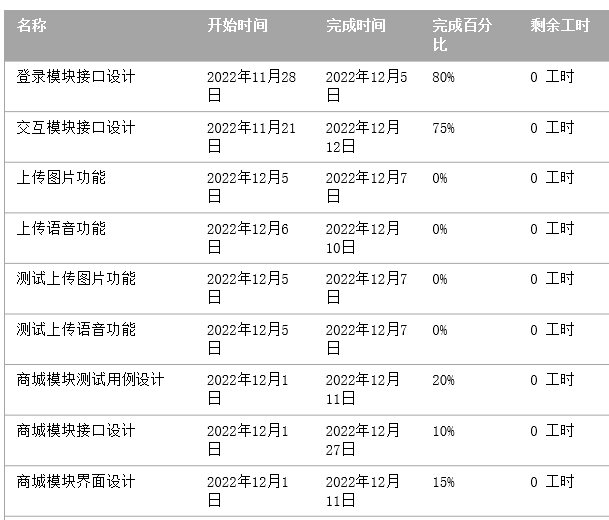 名称 开始时间 完成时间 完成百分比 剩余工时
登录模块接口设计 2022年11月28日 2022年12月5日 80% 0 工时
交互模块接口设计 2022年11月21日 2022年12月12日 75% 0 工时
上传图片功能 2022年12月5日 2022年12月7日 0% 0 工时
上传语音功能 2022年12月6日 2022年12月10日 0% 0 工时
测试上传图片功能 2022年12月5日 2022年12月7日 0% 0 工时
测试上传语音功能 2022年12月5日 2022年12月7日 0% 0 工时
商城模块测试用例设计 2022年12月1日 2022年12月11日 20% 0 工时
商城模块接口设计 2022年12月1日 2022年12月27日 10% 0 工时
商城模块界面设计 2022年12月1日 2022年12月11日 15% 0 工时